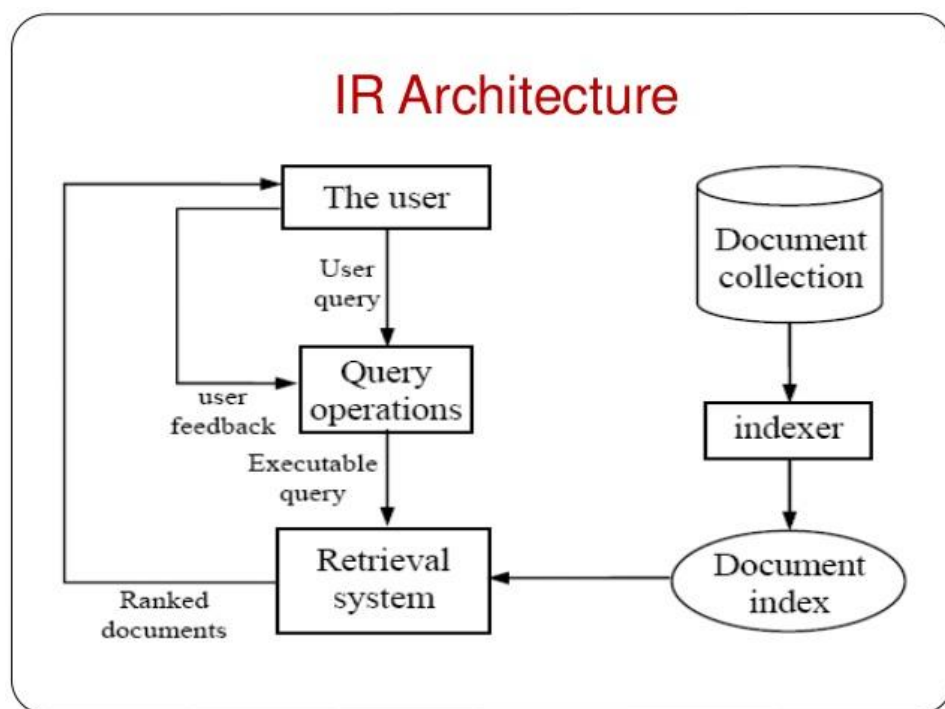 IR Architecture
The user
User
query
Query
operations
user
feedback
Executable
query
Retrieval
system
Ranked
documents
Document
collection
indexer
Document
index